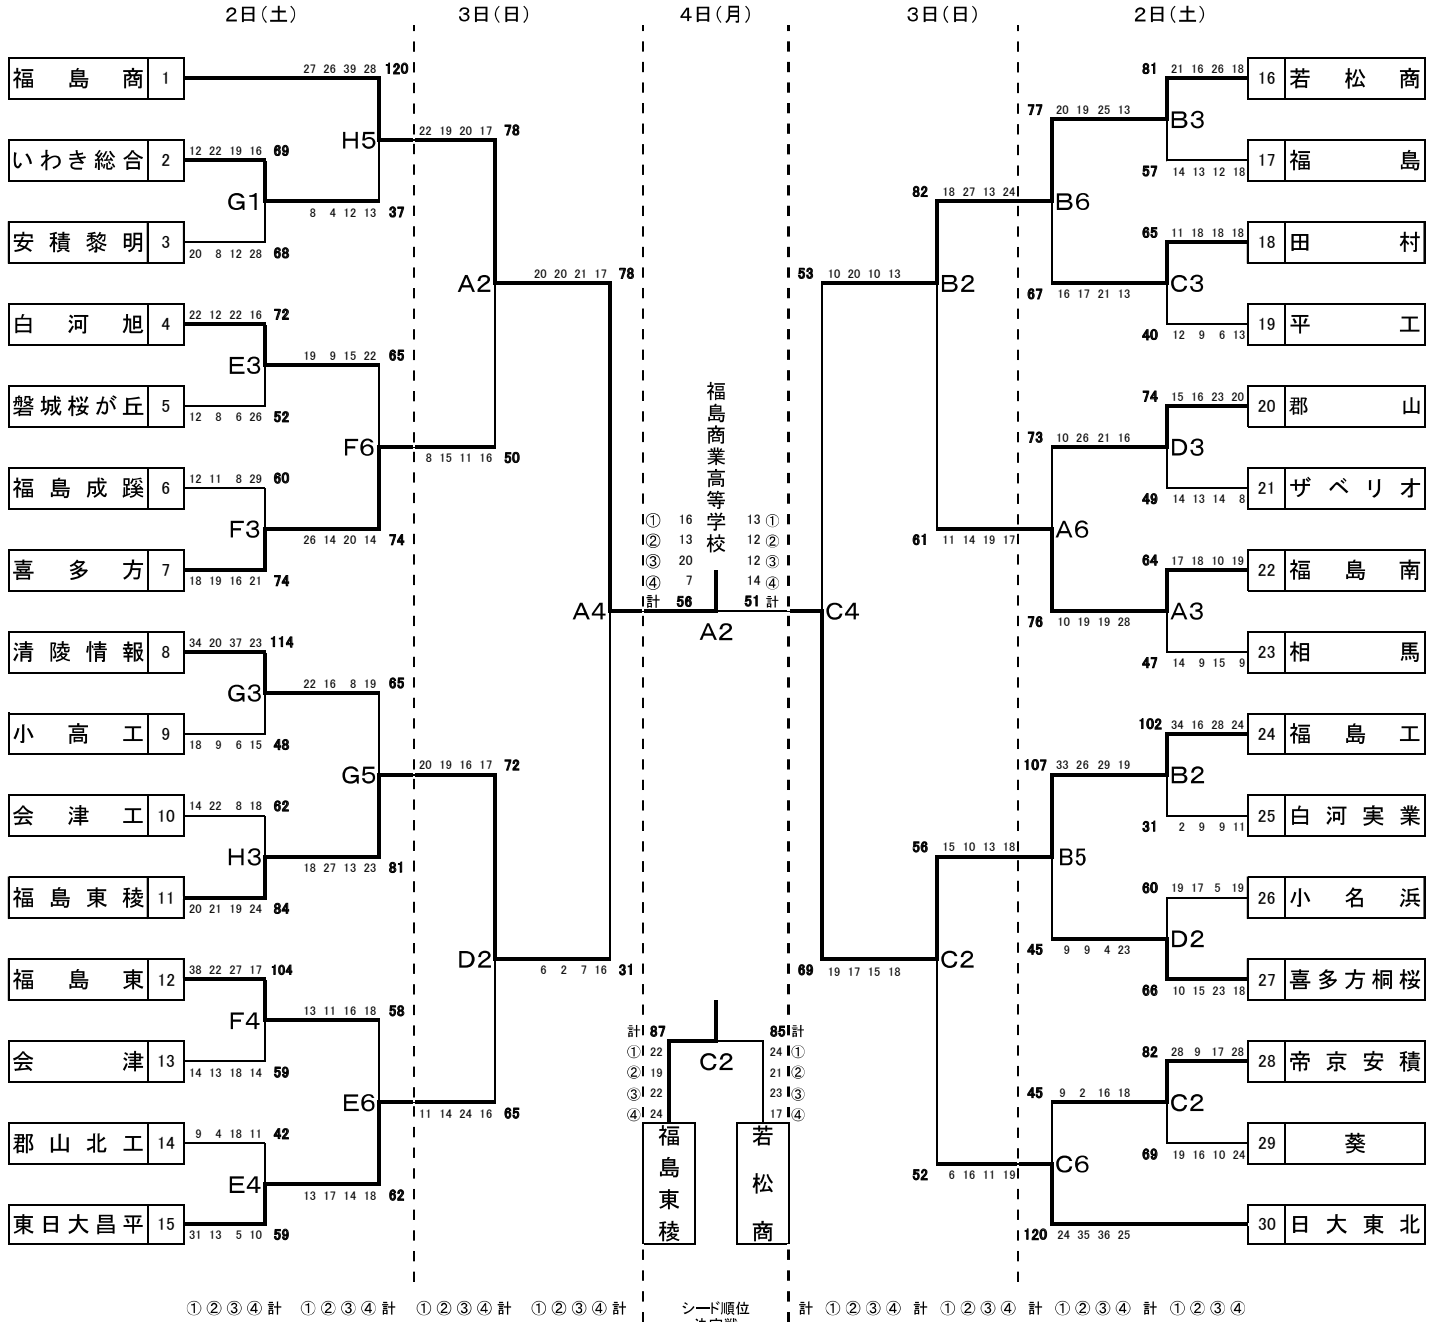 2日(土) 3日(日) 4日(月) 3日(日) 2日(土)
福島商 1 27 26 39 28 120
H5
いわき総合 2 12 22 19 16 69
G1 8 4 12 13 37
安積黎明 3 20 8 12 28 68
22 19 20 17 78
A2 20 20 21 17 78
白河旭 4 22 12 22 16 72
E3 19 9 15 22 65
磐城桜が丘 5 12 8 6 26 52
F6 8 15 11 16 50
福島成蹊 6 12 11 8 29 60
F3 26 14 20 14 74
喜多方 7 18 19 16 21 74
A4
清陵情報 8 34 20 37 23 114
G3 22 16 8 19 65
小高工 9 18 9 6 15 48
G5 20 19 16 17 72
会津工 10 14 22 8 18 62
H3 18 27 13 23 81
福島東稜 11 20 21 19 24 84
D2 6 2 7 16 31
福島東 12 38 22 27 17 104
F4 13 11 16 18 58
会津 13 14 13 18 14 59
E6 11 14 24 16 65
郡山北工 14 9 4 18 11 42
E4 13 17 14 18 62
東日大昌平 15 31 13 5 10 59
福島商業高等学校
① 16 13 ①
② 13 12 ②
③ 20 12 ③
④ 7 14 ④
計 56 51 計
A2
計 87 85 計
C2
① 22 24 ①
② 19 21 ②
③ 22 23 ③
④ 24 17 ④
福島東稜
若松商
81 21 16 26 18 16 若松商
77 20 19 25 13 B3
57 14 13 12 18 17 福島
82 18 27 13 24 B6
65 11 18 18 18 18 田村
67 16 17 21 13 C3
40 12 9 6 13 19 平工
53 10 20 10 13 B2
74 15 16 23 20 20 郡山
73 10 26 21 16 D3
49 14 13 14 8 21 ザベリオ
61 11 14 19 17 A6
64 17 18 10 19 22 福島南
76 10 19 19 28 A3
47 14 9 15 9 23 相馬
C4
102 34 16 28 24 24 福島工
107 33 26 29 19 B2
31 2 9 9 11 25 白河実業
56 15 10 13 18 B5
60 19 17 5 19 26 小名浜
45 9 9 4 23 D2
66 10 15 23 18 27 喜多方桐桜
69 19 17 15 18 C2
82 28 9 17 28 28 帝京安積
45 9 2 16 18 C2
69 19 16 10 24 29 葵
52 6 16 11 19 C6
120 24 35 36 25 30 日大東北
①②③④計 ①②③④計 ①②③④計 ①②③④計 シード順位 計①②③④ 計①②③④ 計①②③④ 計①②③④